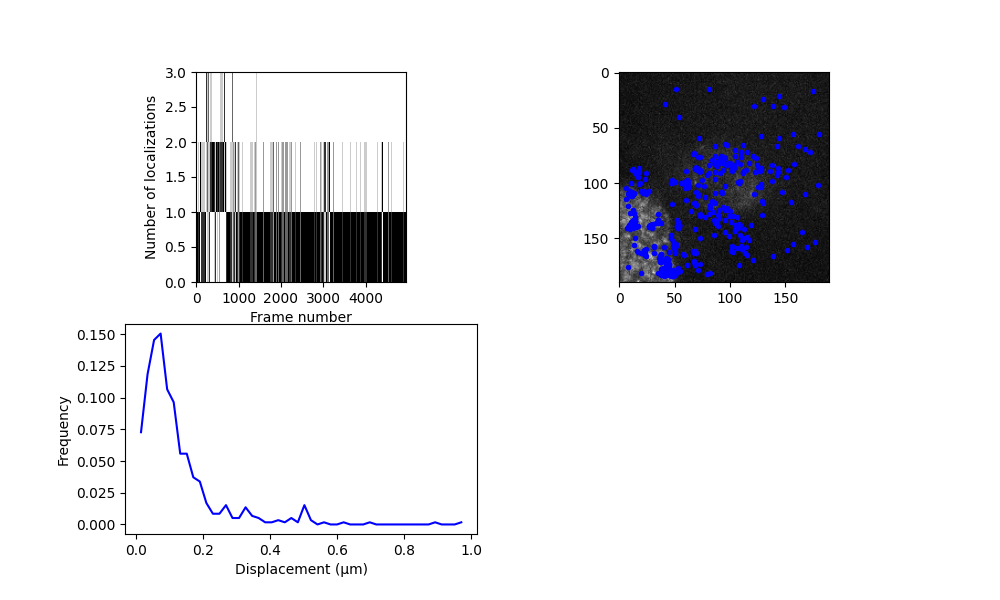 3.0
2.5
2.0
1.5
1.0
0.5
0.0
Number of localizations
0 1000 2000 3000 4000
Frame number
0
50
100
150
0 50 100 150
0.150
0.125
0.100
0.075
0.050
0.025
0.000
Frequency
0.0 0.2 0.4 0.6 0.8 1.0
Displacement (μm)